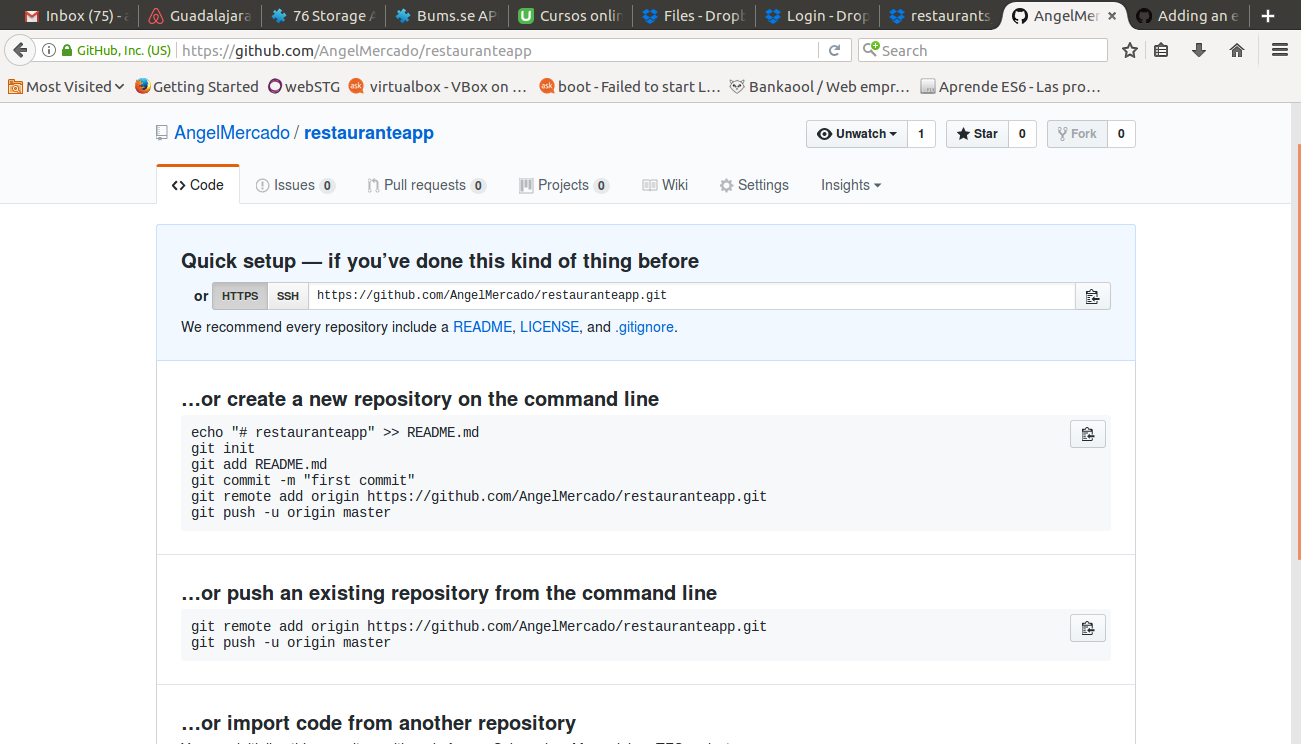 Inbox (75) -
Guadalajara
76 Storage
Bums.se AP
Cursos onlin
Files - Dropb
Login - Drop
restaurants
AngelMer
Adding an e
GitHub, Inc. (US)
https://github.com/AngelMercado/restauranteapp
Search
Most Visited
Getting Started
webSTG
ask virtualbox - VBox on ...
ask boot - Failed to start L...
Bankaool / Web empr...
Aprende ES6 - Las pro...
AngelMercado / restauranteapp
Unwatch 1
Star 0
Fork 0
Code
Issues 0
Pull requests 0
Projects 0
Wiki
Settings
Insights
Quick setup — if you’ve done this kind of thing before
or HTTPS SSH https://github.com/AngelMercado/restauranteapp.git
We recommend every repository include a README, LICENSE, and .gitignore.
…or create a new repository on the command line
echo "# restauranteapp" >> README.md
git init
git add README.md
git commit -m "first commit"
git remote add origin https://github.com/AngelMercado/restauranteapp.git
git push -u origin master
…or push an existing repository from the command line
git remote add origin https://github.com/AngelMercado/restauranteapp.git
git push -u origin master
…or import code from another repository